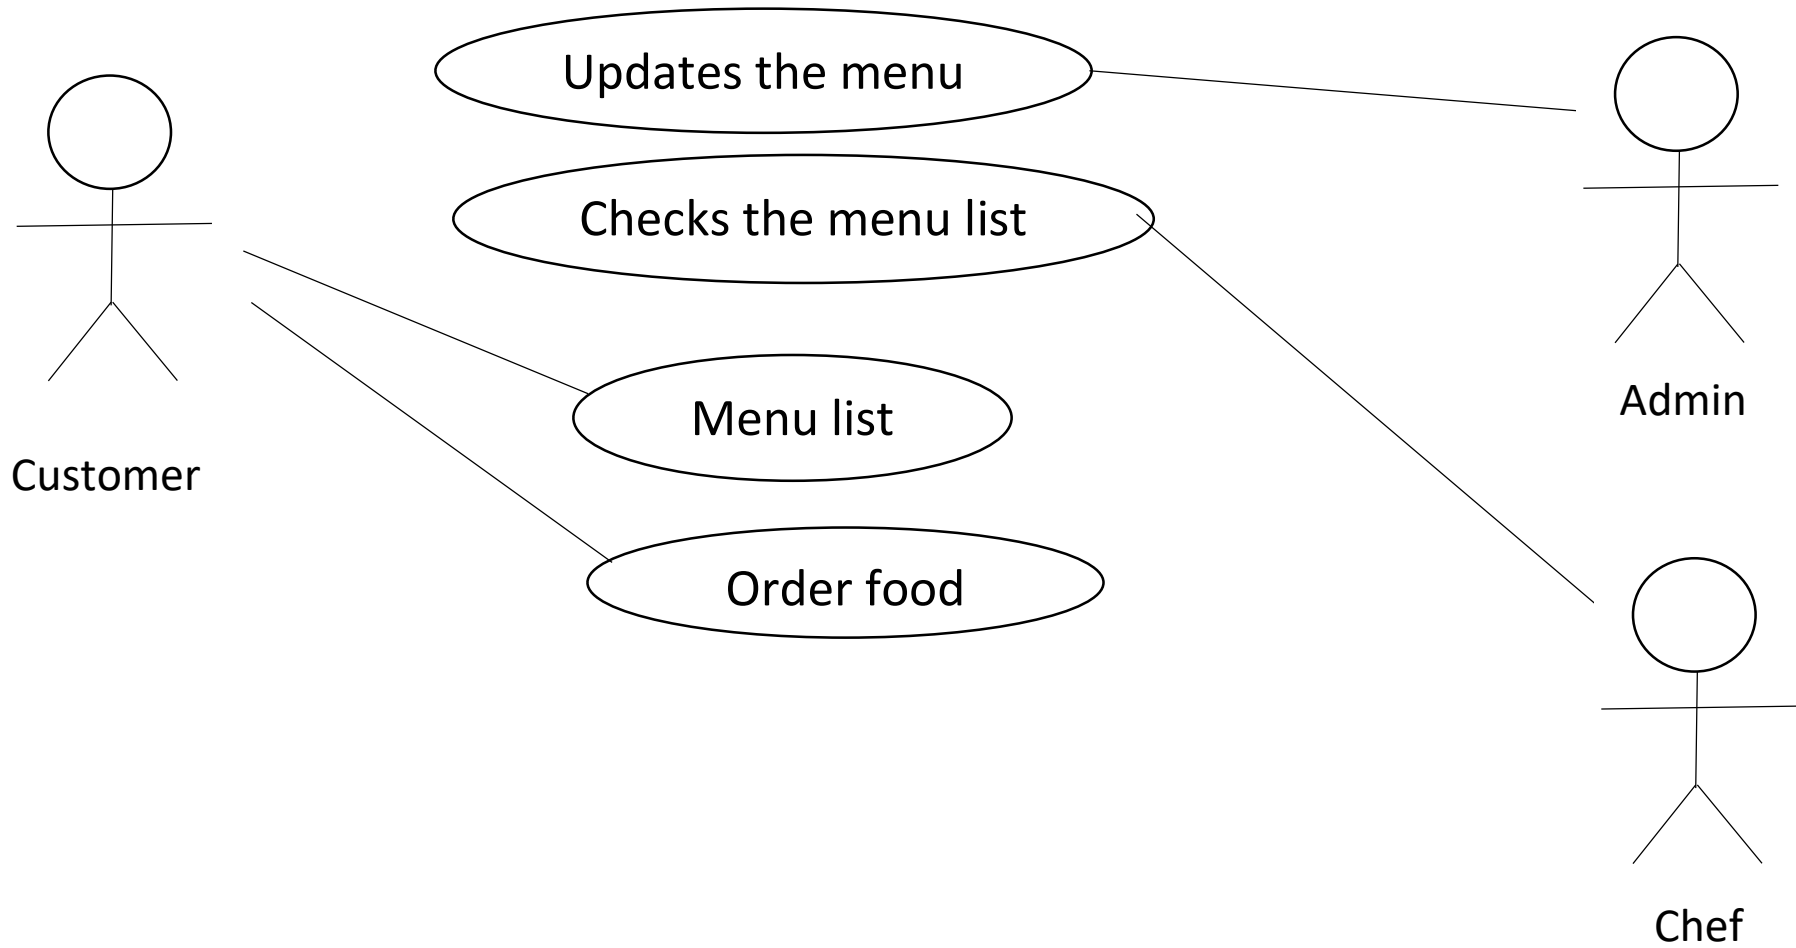 Updates the menu
Checks the menu list
Menu list
Admin
Customer
Order food
Chef